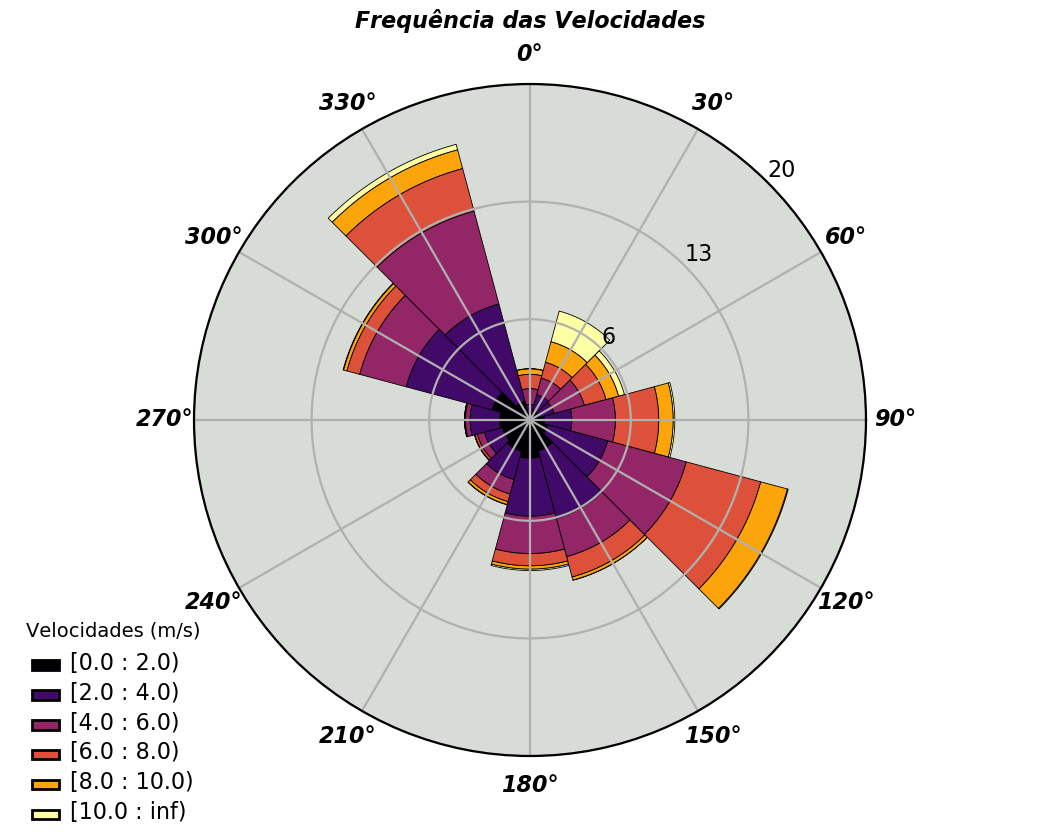 Frequência das Velocidades
0°
330°
30°
20
300°
60°
13
6
270°
90°
240°
120°
Velocidades (m/s)
[0.0 : 2.0)
[2.0 : 4.0)
[4.0 : 6.0)
210°
150°
[6.0 : 8.0)
180°
[8.0 : 10.0)
[10.0 : inf)